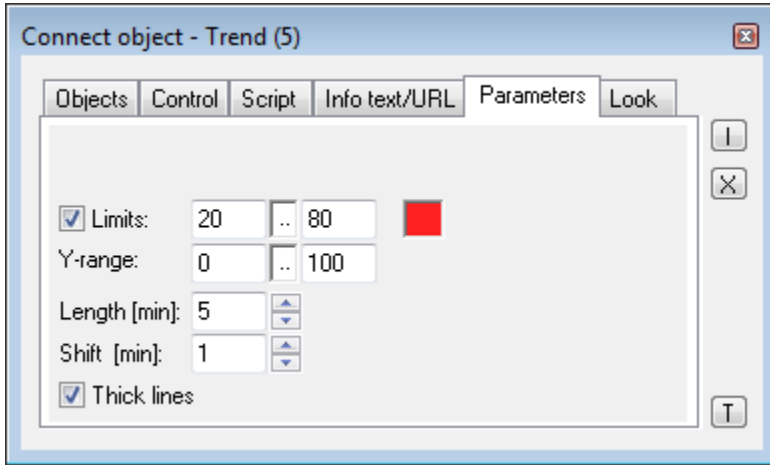 Connect object - Trend (5)
Objects Control Script Info text/URL Parameters Look
I
X
Limits: 20 .. 80
Y-range: 0 .. 100
Length [min]: 5
Shift [min]: 1
Thick lines
T